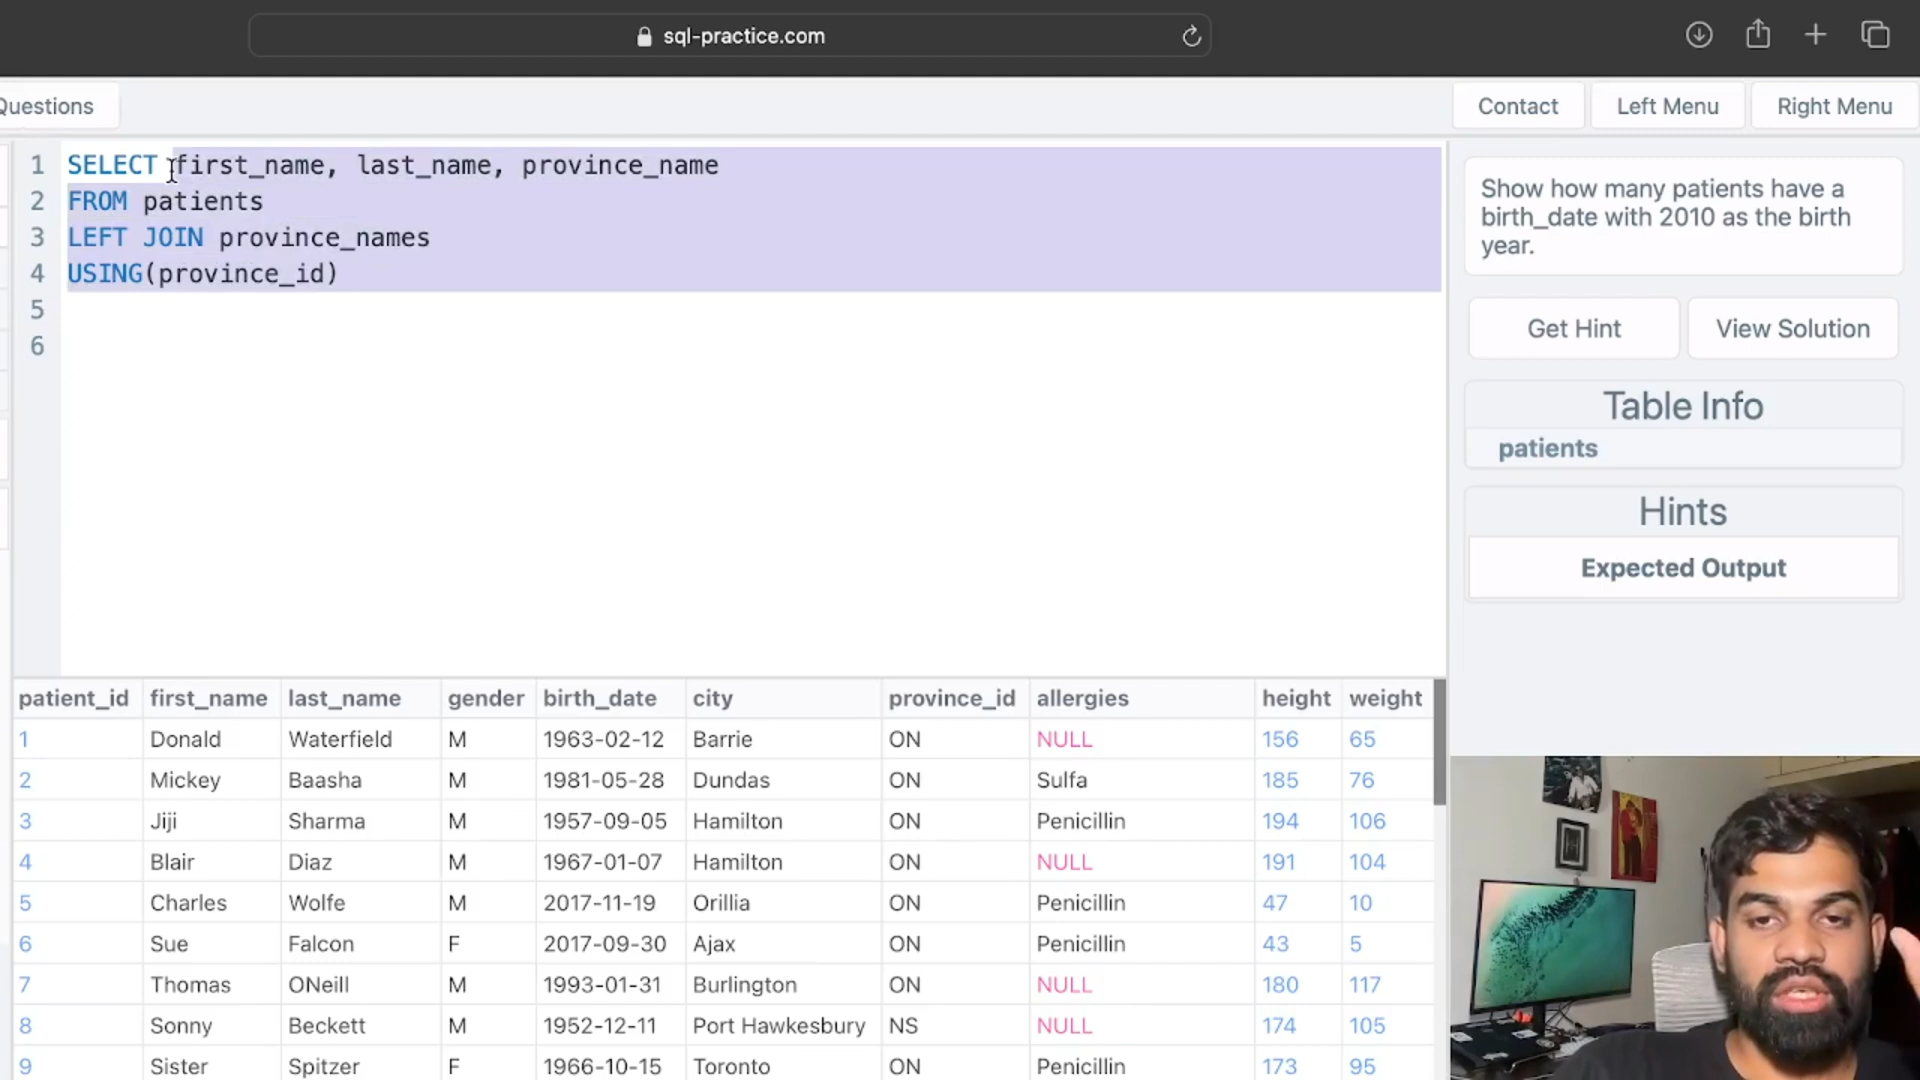 sql-practice.com
Questions
Contact
Left Menu
Right Menu
1 SELECT first_name, last_name, province_name
2 FROM patients
3 LEFT JOIN province_names
4 USING(province_id)
5
6
Show how many patients have a
birth_date with 2010 as the birth
year.
Get Hint
View Solution
Table Info
patients
Hints
Expected Output
patient_id first_name last_name gender birth_date city province_id allergies height weight
1 Donald Waterfield M 1963-02-12 Barrie ON NULL 156 65
2 Mickey Baasha M 1981-05-28 Dundas ON Sulfa 185 76
3 Jiji Sharma M 1957-09-05 Hamilton ON Penicillin 194 106
4 Blair Diaz M 1967-01-07 Hamilton ON NULL 191 104
5 Charles Wolfe M 2017-11-19 Orillia ON Penicillin 47 10
6 Sue Falcon F 2017-09-30 Ajax ON Penicillin 43 5
7 Thomas ONeill M 1993-01-31 Burlington ON NULL 180 117
8 Sonny Beckett M 1952-12-11 Port Hawkesbury NS NULL 174 105
9 Sister Spitzer F 1966-10-15 Toronto ON Penicillin 173 95